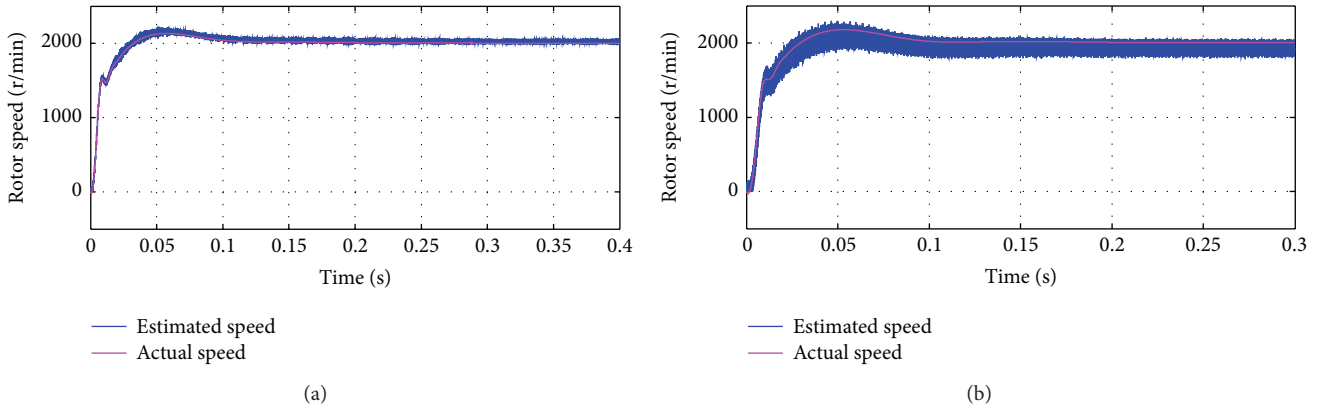 Rotor speed (r/min)
2000
1000
0
0 0.05 0.1 0.15 0.2 0.25 0.3 0.35 0.4
Time (s)
Estimated speed
Actual speed
(a)
Rotor speed (r/min)
2000
1000
0
0 0.05 0.1 0.15 0.2 0.25 0.3
Time (s)
Estimated speed
Actual speed
(b)